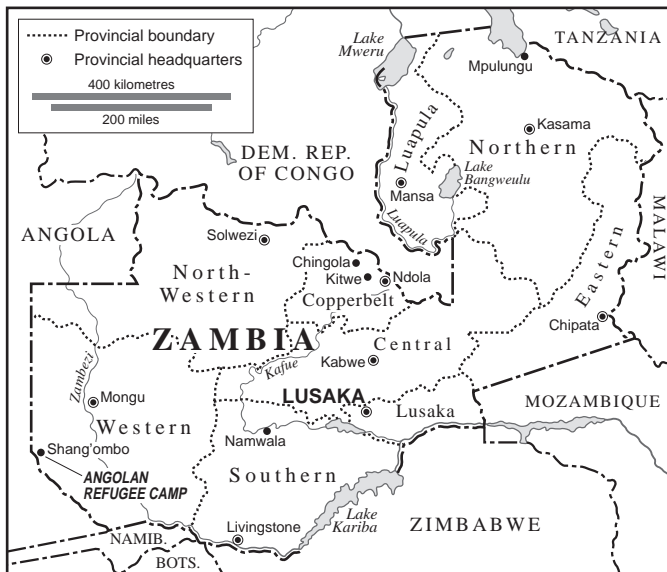 Provincial boundary
Provincial headquarters
400 kilometres
200 miles
Lake
Mweru
TANZANIA
Mpulungu
Kasama
Northern
Luapula
DEM. REP.
OF CONGO
Lake
Bangweulu
Mansa
Luapula
MALAWI
ANGOLA
Solwezi
North-
Western
Chingola
Kitwe
Ndola
Copperbelt
Eastern
Chipata
ZAMBIA
Central
Kabwe
Kafue
Zambezi
Mongu
Western
LUSAKA
Lusaka
MOZAMBIQUE
Namwala
Shang'ombo
ANGOLAN
REFUGEE CAMP
Southern
Lake
Kariba
ZIMBABWE
Livingstone
NAMIB.
BOTS.